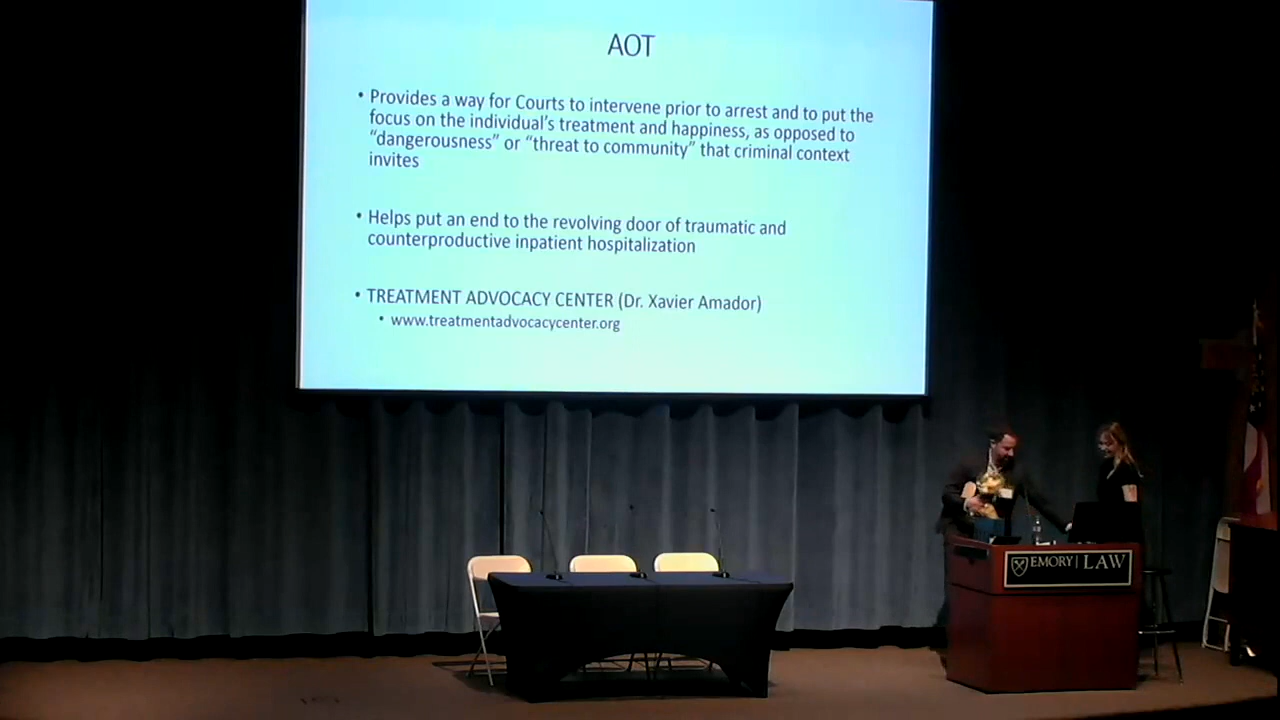 AOT
• Provides a way for Courts to intervene prior to arrest and to put the
focus on the individual's treatment and happiness, as opposed to
"dangerousness" or "threat to community" that criminal context
invites
• Helps put an end to the revolving door of traumatic and
counterproductive inpatient hospitalization
• TREATMENT ADVOCACY CENTER (Dr. Xavier Amador)
• www.treatmentadvocacycenter.org
EMORY | LAW